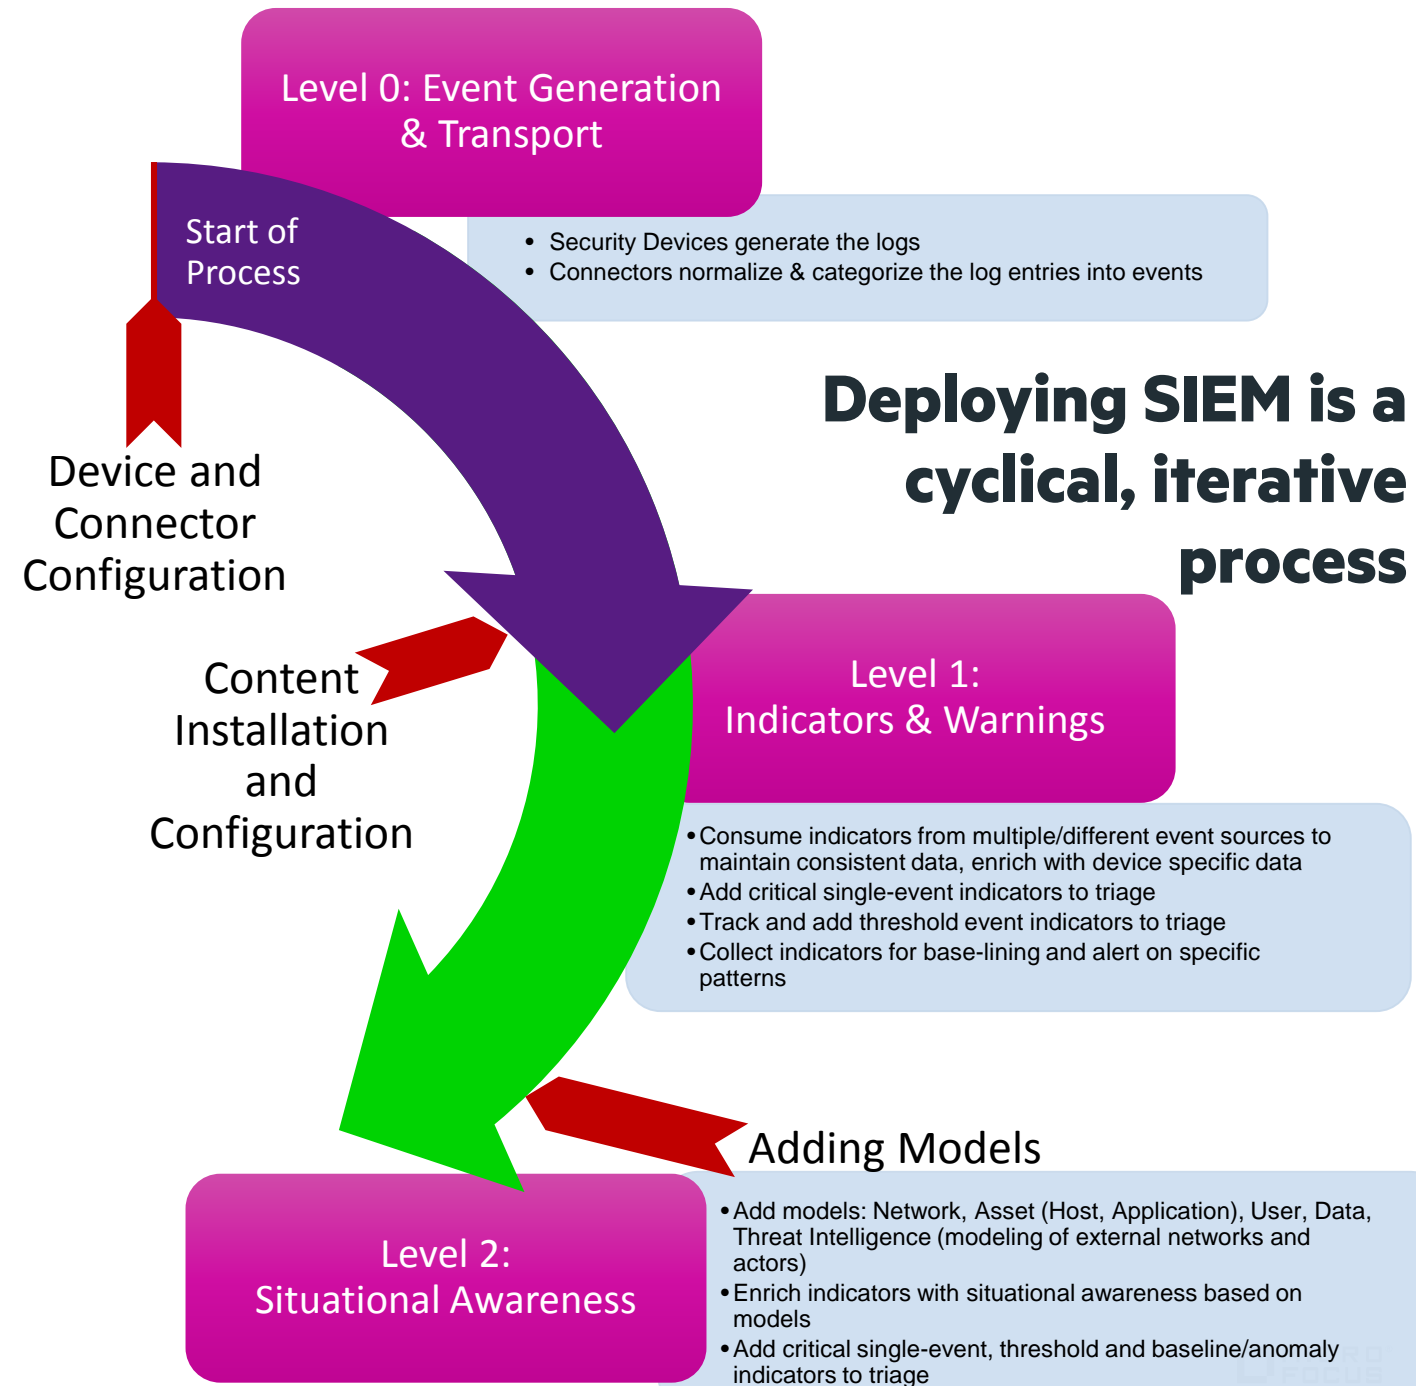 Level 0: Event Generation
& Transport
Start of
Process
• Security Devices generate the logs
• Connectors normalize & categorize the log entries into events
Deploying SIEM is a
cyclical, iterative
process
Device and
Connector
Configuration
Content
Installation
and
Configuration
Level 1:
Indicators & Warnings
• Consume indicators from multiple/different event sources to
maintain consistent data, enrich with device specific data
• Add critical single-event indicators to triage
• Track and add threshold event indicators to triage
• Collect indicators for base-lining and alert on specific
patterns
Adding Models
Level 2:
Situational Awareness
• Add models: Network, Asset (Host, Application), User, Data,
Threat Intelligence (modeling of external networks and
actors)
• Enrich indicators with situational awareness based on
models
• Add critical single-event, threshold and baseline/anomaly
indicators to triage
FOCUS